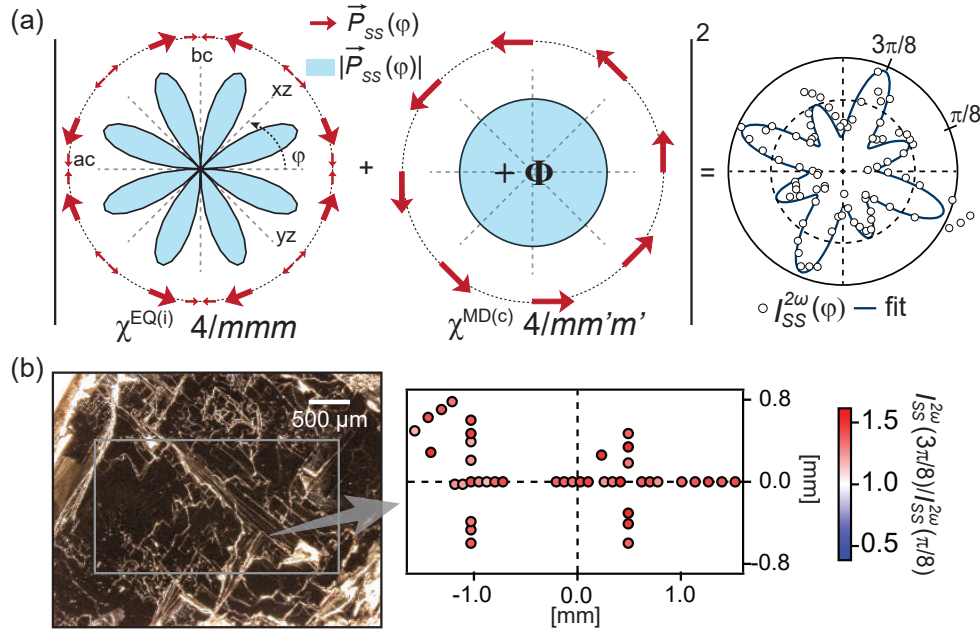 (a)
P⃗SS(φ)
|P⃗SS(φ)|
bc
xz
φ
ac
yz
+
+ Φ
2
=
3π/8
π/8
χEQ(i) 4/mmm
χMD(c) 4/mm'm'
I2ωSS(φ) — fit
(b)
500 µm
0.8
0.0
-0.8
[mm]
-1.0
0.0
1.0
[mm]
1.5
1.0
0.5
I2ωSS(3π/8)/I2ωSS(π/8)